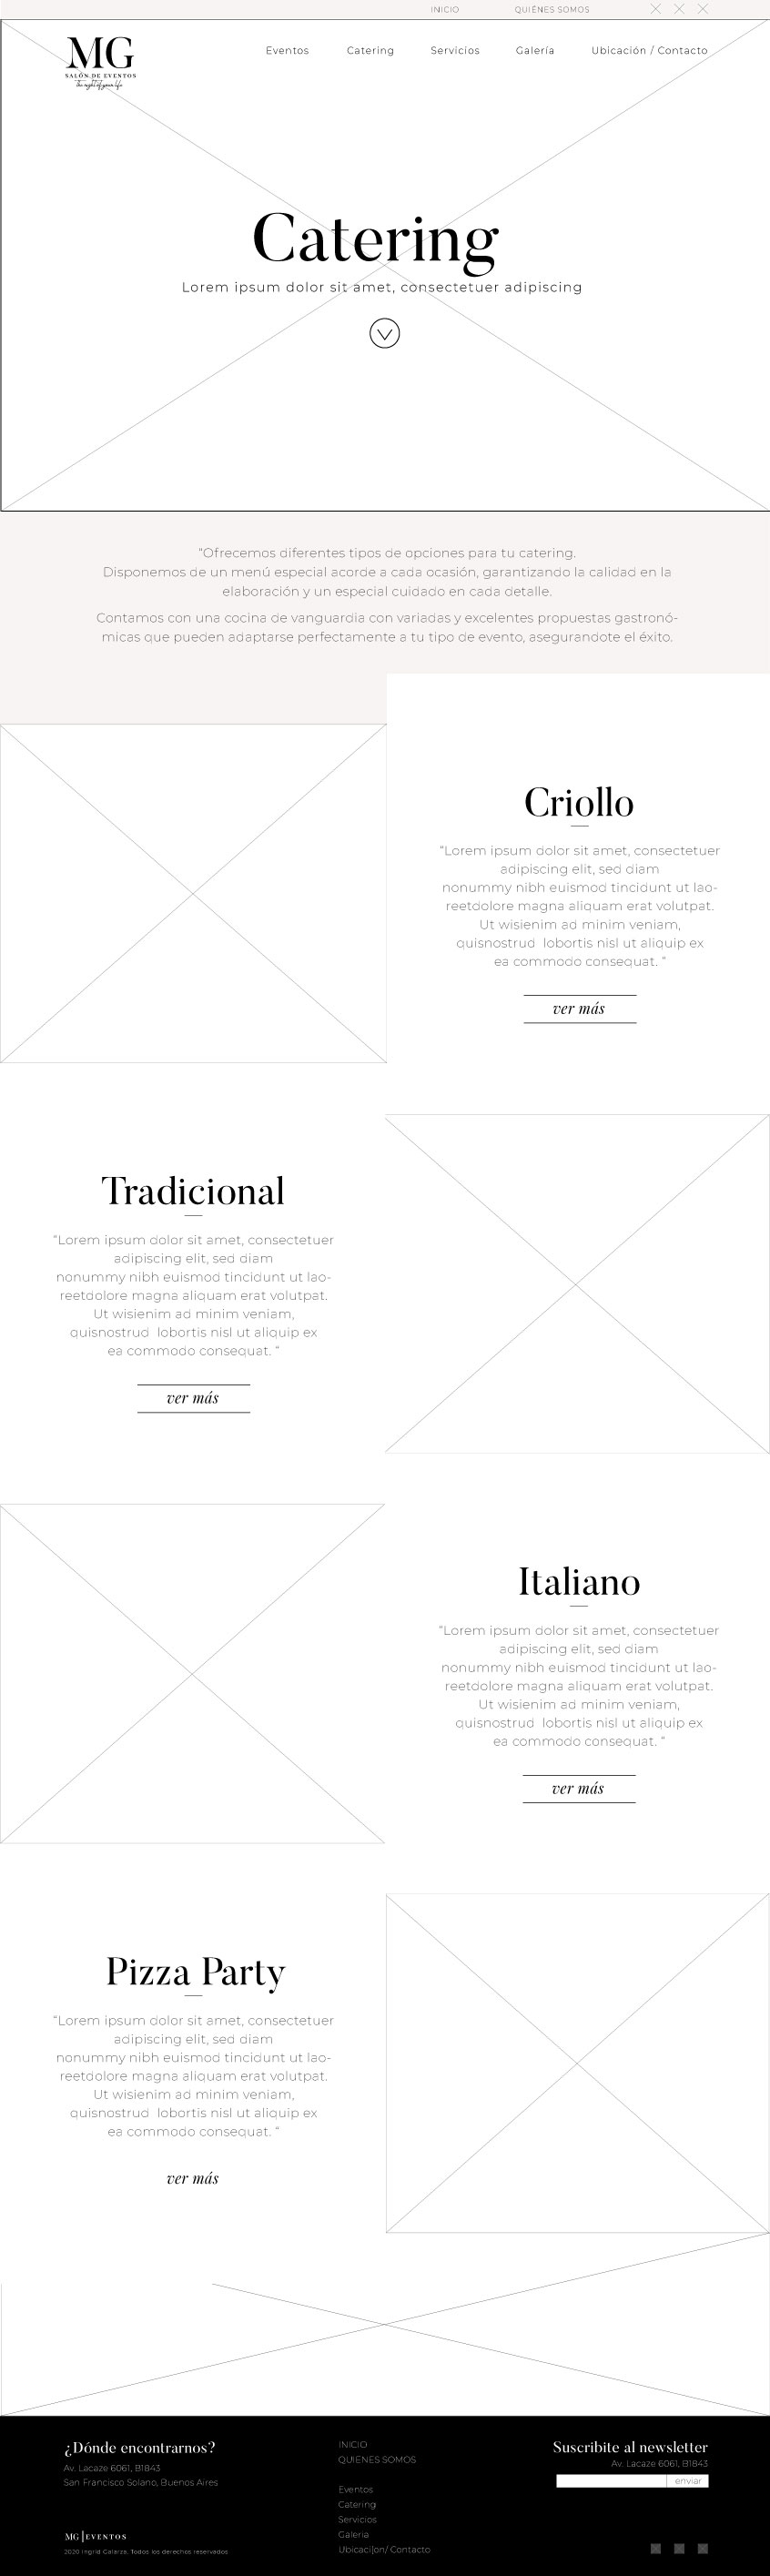 INICIO QUIÉNES SOMOS
MG
SALÓN DE EVENTOS
The night of your life
Eventos Catering Servicios Galería Ubicación / Contacto
Catering
Lorem ipsum dolor sit amet, consectetuer adipiscing
“Ofrecemos diferentes tipos de opciones para tu catering.
Disponemos de un menú especial acorde a cada ocasión, garantizando la calidad en la
elaboración y un especial cuidado en cada detalle.
Contamos con una cocina de vanguardia con variadas y excelentes propuestas gastronó-
micas que pueden adaptarse perfectamente a tu tipo de evento, asegurandote el éxito.
Criollo
“Lorem ipsum dolor sit amet, consectetuer
adipiscing elit, sed diam
nonummy nibh euismod tincidunt ut lao-
reetdolore magna aliquam erat volutpat.
Ut wisienim ad minim veniam,
quisnostrud lobortis nisl ut aliquip ex
ea commodo consequat. “
ver más
Tradicional
“Lorem ipsum dolor sit amet, consectetuer
adipiscing elit, sed diam
nonummy nibh euismod tincidunt ut lao-
reetdolore magna aliquam erat volutpat.
Ut wisienim ad minim veniam,
quisnostrud lobortis nisl ut aliquip ex
ea commodo consequat. “
ver más
Italiano
“Lorem ipsum dolor sit amet, consectetuer
adipiscing elit, sed diam
nonummy nibh euismod tincidunt ut lao-
reetdolore magna aliquam erat volutpat.
Ut wisienim ad minim veniam,
quisnostrud lobortis nisl ut aliquip ex
ea commodo consequat. “
ver más
Pizza Party
“Lorem ipsum dolor sit amet, consectetuer
adipiscing elit, sed diam
nonummy nibh euismod tincidunt ut lao-
reetdolore magna aliquam erat volutpat.
Ut wisienim ad minim veniam,
quisnostrud lobortis nisl ut aliquip ex
ea commodo consequat. “
ver más
¿Dónde encontrarnos?
Av. Lacaze 6061, B1843
San Francisco Solano, Buenos Aires
MG|EVENTOS
2020 Ingrid Galarza. Todos los derechos reservados
INICIO
QUIENES SOMOS
Eventos
Catering
Servicios
Galeria
Ubicaci]on/ Contacto
Suscribite al newsletter
Av. Lacaze 6061, B1843
enviar